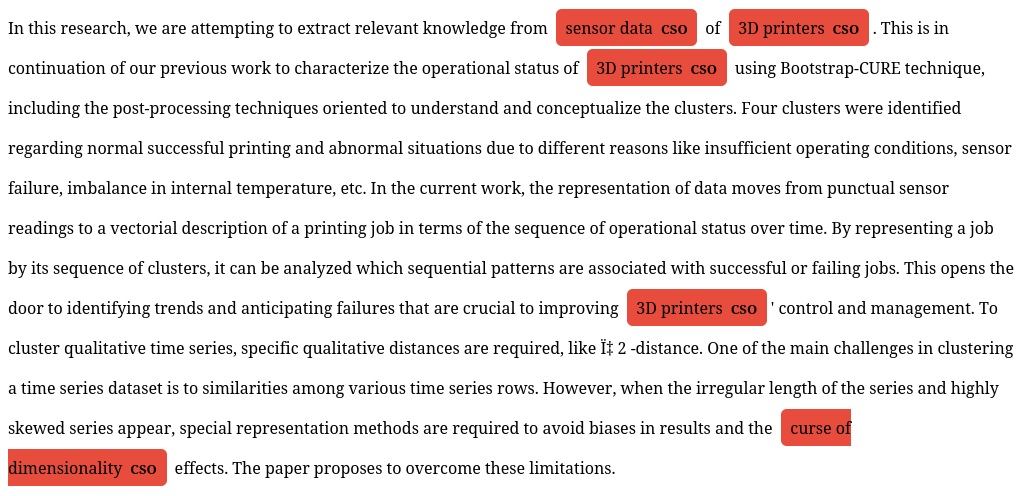 In this research, we are attempting to extract relevant knowledge from sensor data cso of 3D printers cso . This is in
continuation of our previous work to characterize the operational status of 3D printers cso using Bootstrap-CURE technique,
including the post-processing techniques oriented to understand and conceptualize the clusters. Four clusters were identified
regarding normal successful printing and abnormal situations due to different reasons like insufficient operating conditions, sensor
failure, imbalance in internal temperature, etc. In the current work, the representation of data moves from punctual sensor
readings to a vectorial description of a printing job in terms of the sequence of operational status over time. By representing a job
by its sequence of clusters, it can be analyzed which sequential patterns are associated with successful or failing jobs. This opens the
door to identifying trends and anticipating failures that are crucial to improving 3D printers cso ' control and management. To
cluster qualitative time series, specific qualitative distances are required, like Ï‡ 2 -distance. One of the main challenges in clustering
a time series dataset is to similarities among various time series rows. However, when the irregular length of the series and highly
skewed series appear, special representation methods are required to avoid biases in results and the curse of
dimensionality cso effects. The paper proposes to overcome these limitations.